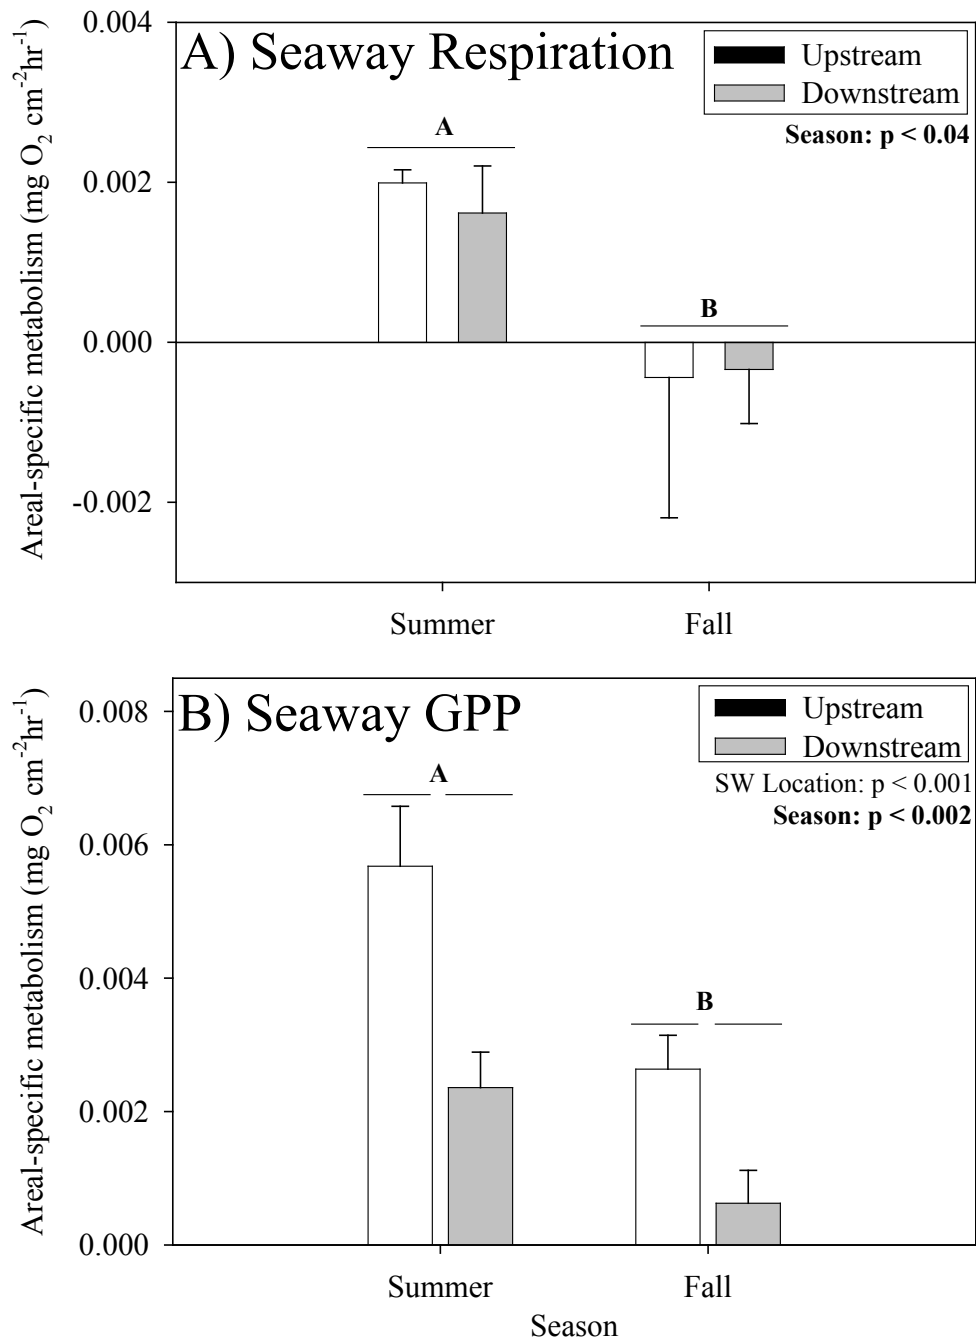 A) Seaway Respiration
Upstream
Downstream
Season: p < 0.04
Areal-specific metabolism (mg O₂ cm⁻²hr⁻¹)
0.004
0.002
0.000
-0.002
A
B
Summer
Fall
B) Seaway GPP
Upstream
Downstream
SW Location: p < 0.001
Season: p < 0.002
Areal-specific metabolism (mg O₂ cm⁻²hr⁻¹)
0.008
0.006
0.004
0.002
0.000
A
B
Summer
Fall
Season